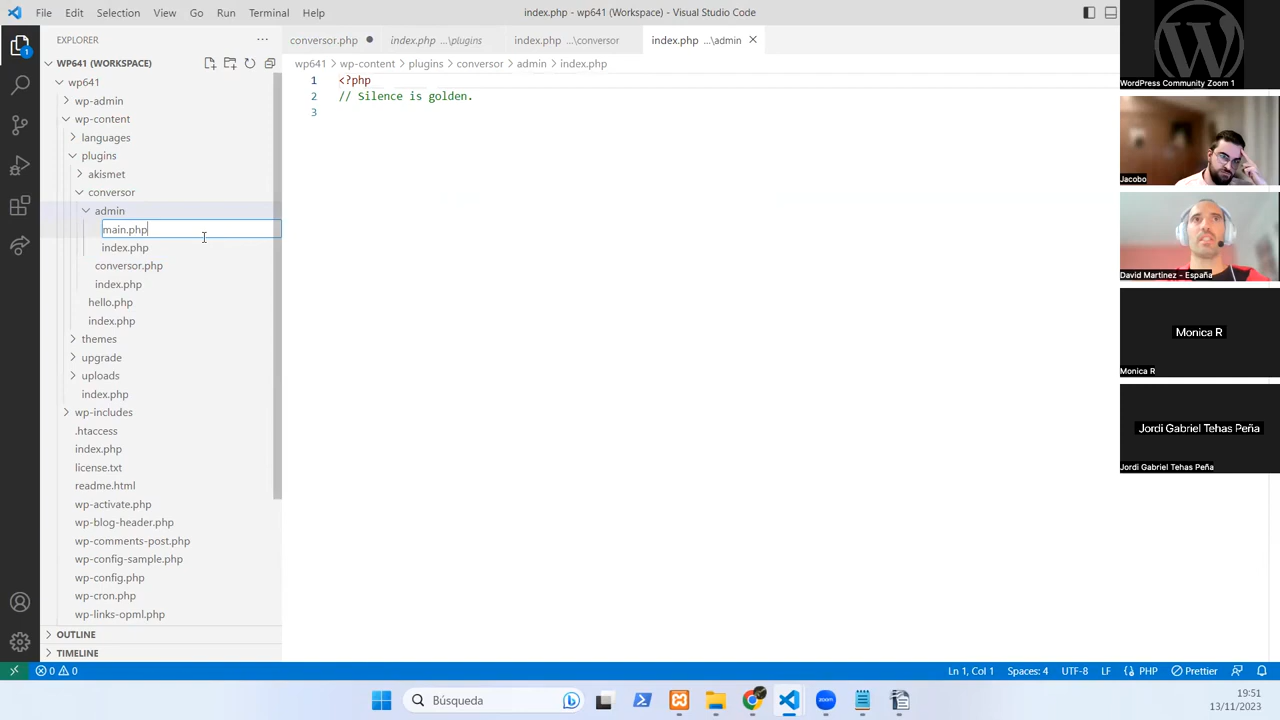 File Edit Selection View Go Run Terminal Help
index.php - wp641 (Workspace) - Visual Studio Code
EXPLORER
conversor.php
index.php ...\plugins
index.php ...\conversor
index.php ...\admin
WP641 (WORKSPACE)
wp641 > wp-content > plugins > conversor > admin > index.php
1 <?php
2 // Silence is golden.
3
wp641
wp-admin
wp-content
languages
plugins
akismet
conversor
admin
main.php
index.php
conversor.php
index.php
hello.php
index.php
themes
upgrade
uploads
index.php
wp-includes
.htaccess
index.php
license.txt
readme.html
wp-activate.php
wp-blog-header.php
wp-comments-post.php
wp-config-sample.php
wp-config.php
wp-cron.php
wp-links-opml.php
OUTLINE
TIMELINE
WordPress Community Zoom 1
Jacobo
David Martínez - España
Monica R
Monica R
Jordi Gabriel Tehas Peña
Jordi Gabriel Tehas Peña
1
0 0
Ln 1, Col 1 Spaces: 4 UTF-8 LF PHP Prettier
Búsqueda
zoom
19:51
13/11/2023